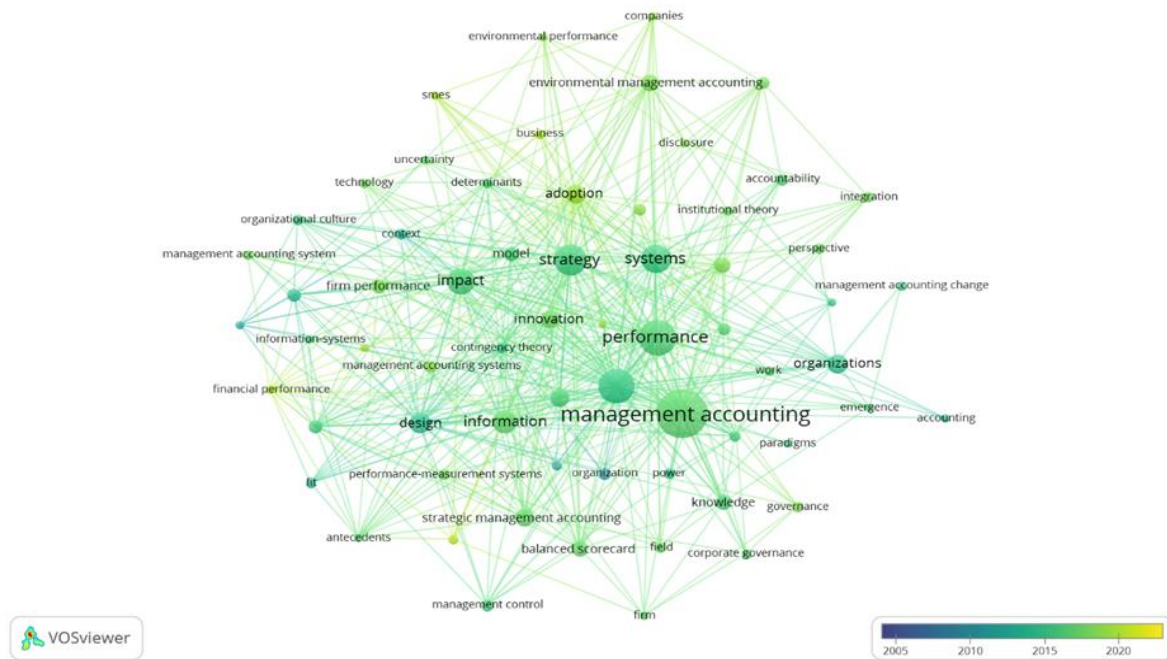 companies
environmental performance
environmental management accounting
smes
business
disclosure
uncertainty
technology
determinants
accountability
adoption
integration
institutional theory
organizational culture
context
management accounting system
model
strategy
systems
perspective
impact
firm performance
management accounting change
innovation
performance
information-systems
contingency theory
management accounting systems
organizations
work
financial performance
management accounting
emergence
accounting
design
information
paradigms
performance-measurement systems
organization
power
fit
knowledge
governance
strategic management accounting
antecedents
balanced scorecard
field
corporate governance
management control
firm
VOSviewer
2005 2010 2015 2020